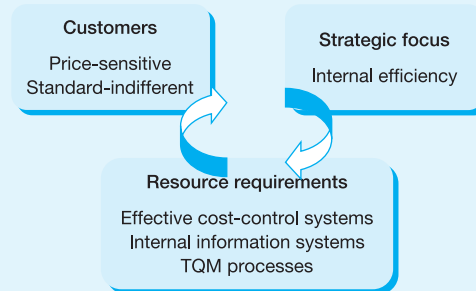 Customers
Price-sensitive
Standard-indifferent
Strategic focus
Internal efficiency
Resource requirements
Effective cost-control systems
Internal information systems
TQM processes